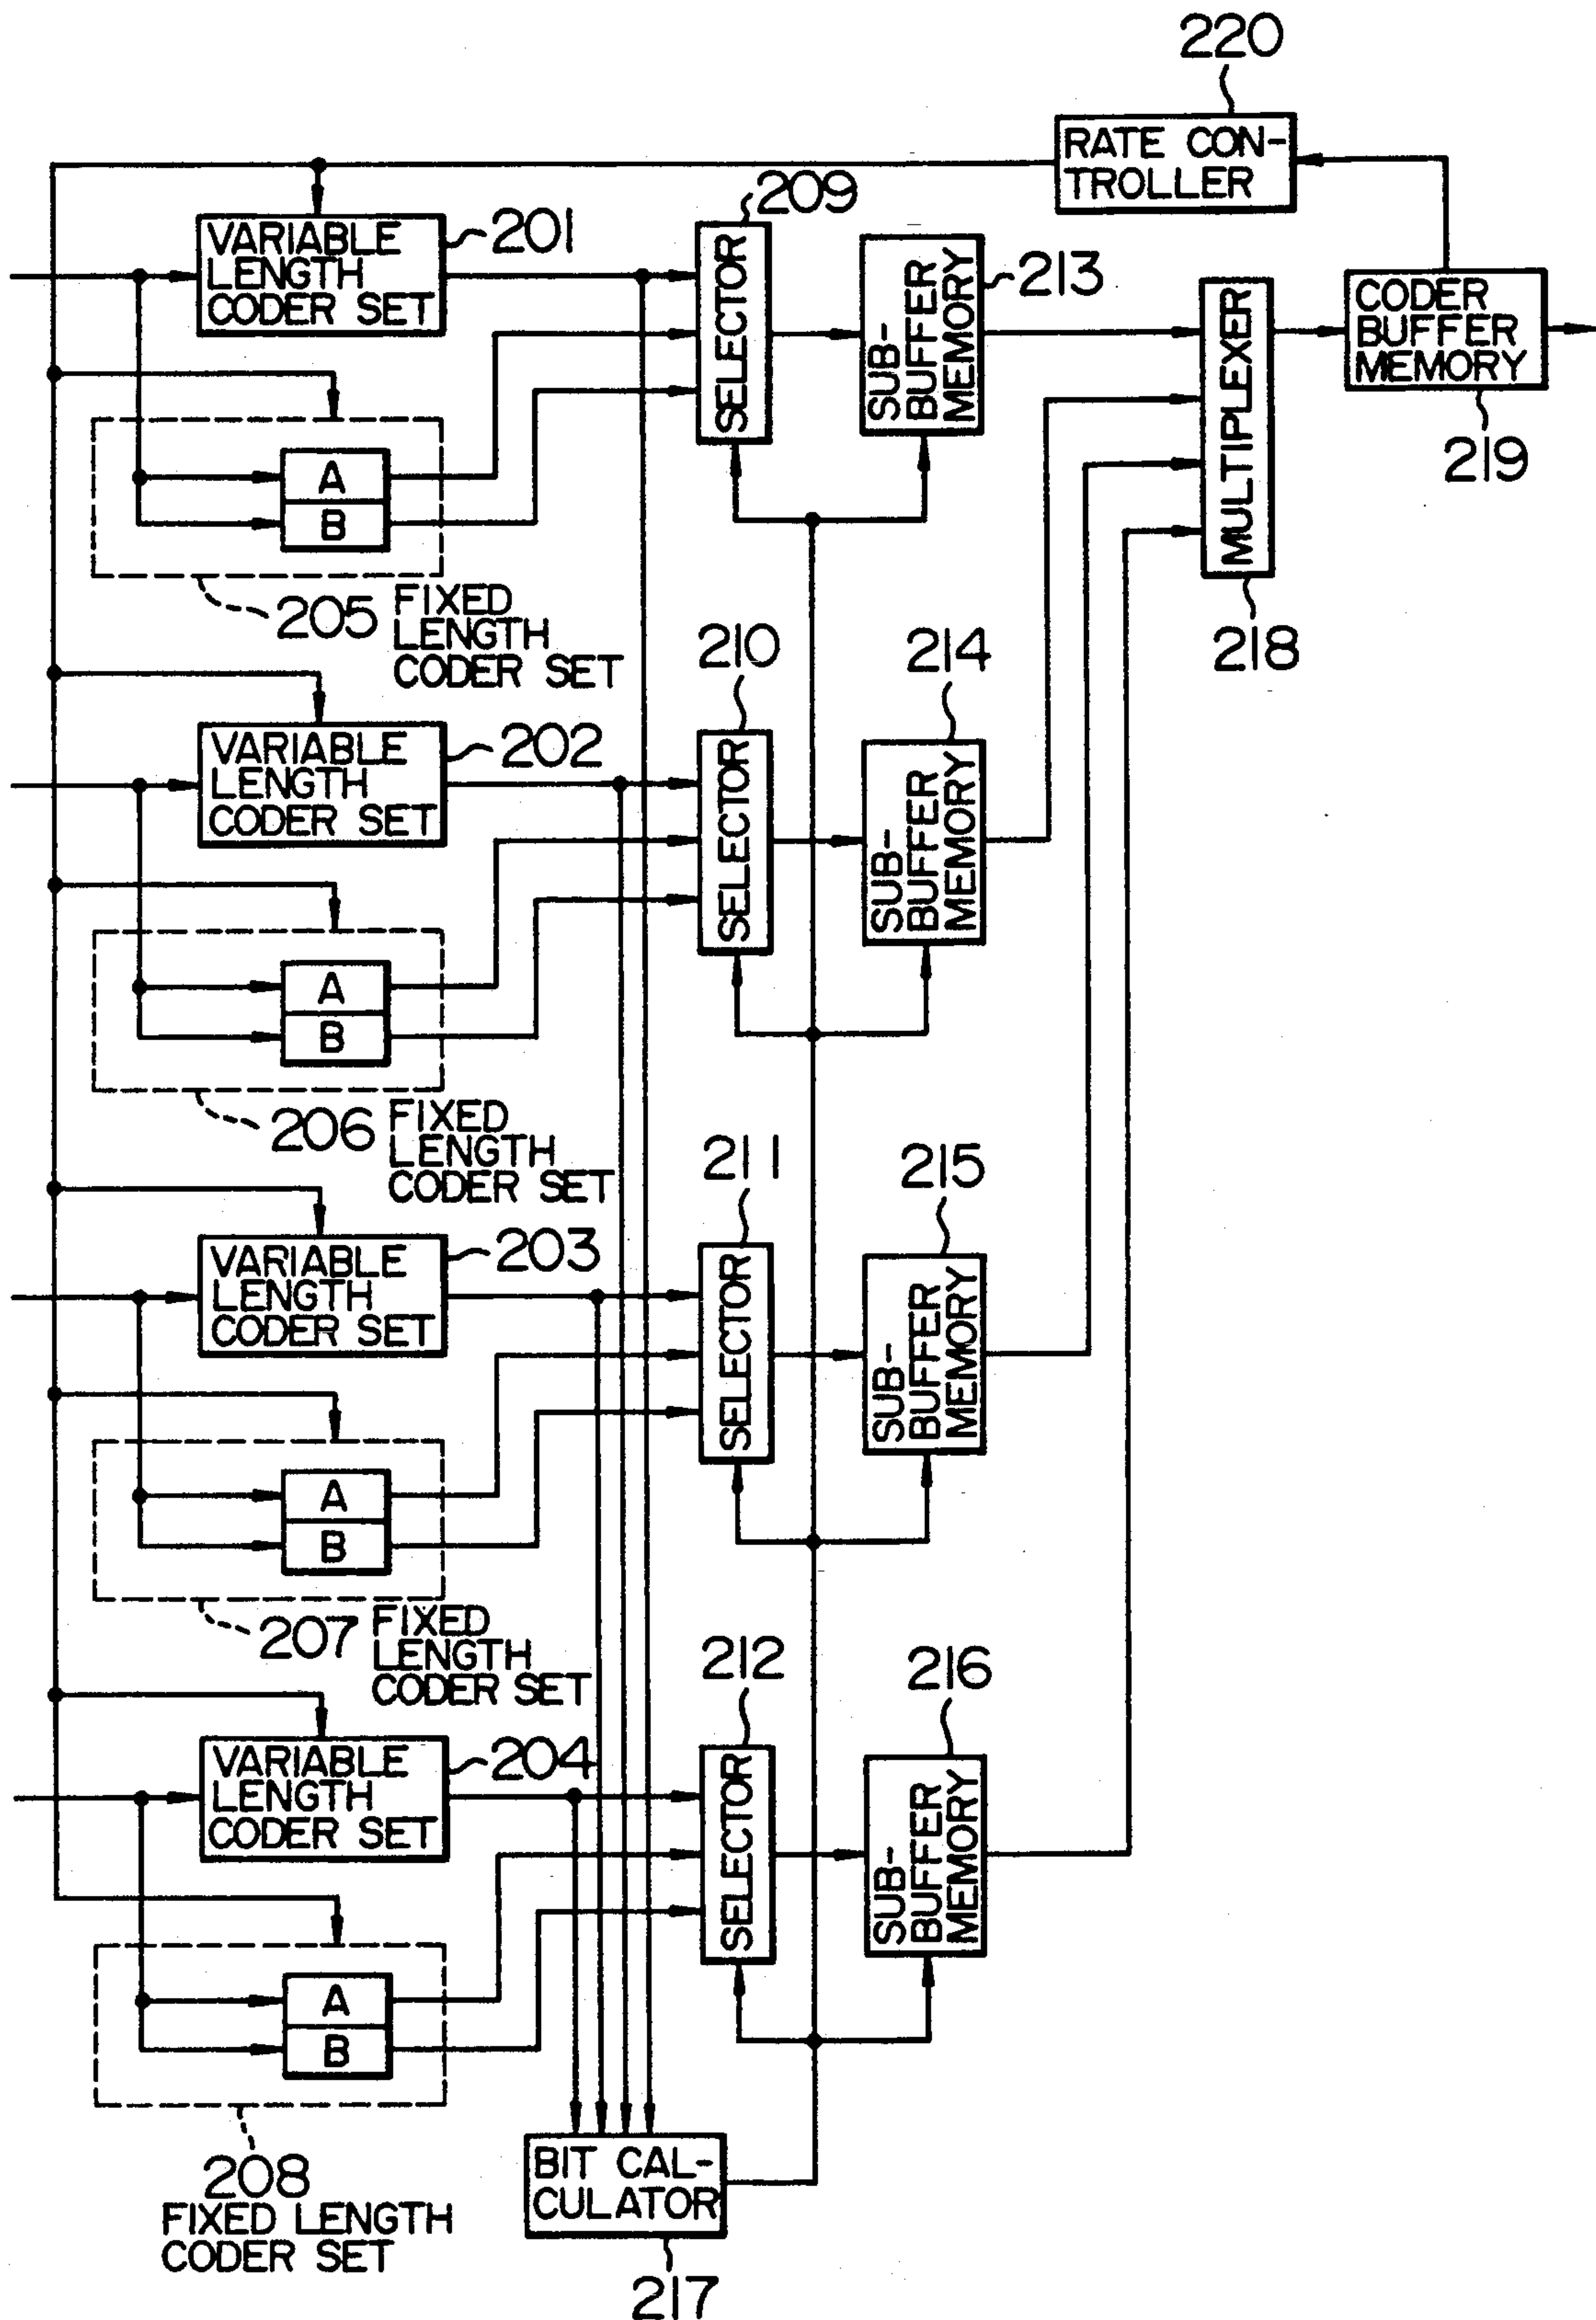 220
RATE CON-
TROLLER
209
VARIABLE
LENGTH
CODER SET
201
SELECTOR
SUB-
BUFFER
MEMORY
213
MULTIPLEXER
CODER
BUFFER
MEMORY
219
A
B
205
FIXED
LENGTH
CODER SET
218
210
214
VARIABLE
LENGTH
CODER SET
202
SELECTOR
SUB-
BUFFER
MEMORY
A
B
206
FIXED
LENGTH
CODER SET
211
215
VARIABLE
LENGTH
CODER SET
203
SELECTOR
SUB-
BUFFER
MEMORY
A
B
207
FIXED
LENGTH
CODER SET
212
216
VARIABLE
LENGTH
CODER SET
204
SELECTOR
SUB-
BUFFER
MEMORY
A
B
208
FIXED LENGTH
CODER SET
BIT CAL-
CULATOR
217